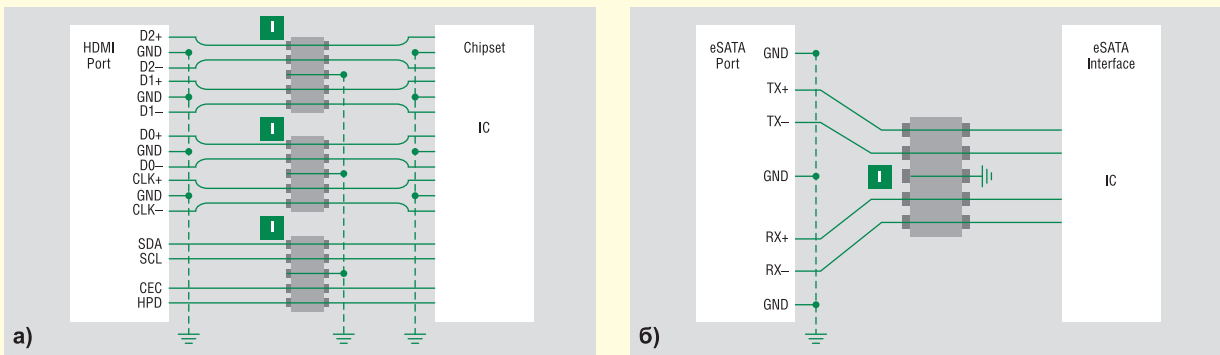 HDMI
Port
D2+
GND
D2–
D1+
GND
D1–
D0+
GND
D0–
CLK+
GND
CLK–
SDA
SCL
CEC
HPD
I
I
I
Chipset
IC
а)
eSATA
Port
GND
TX+
TX–
GND
RX+
RX–
GND
I
eSATA
Interface
IC
б)